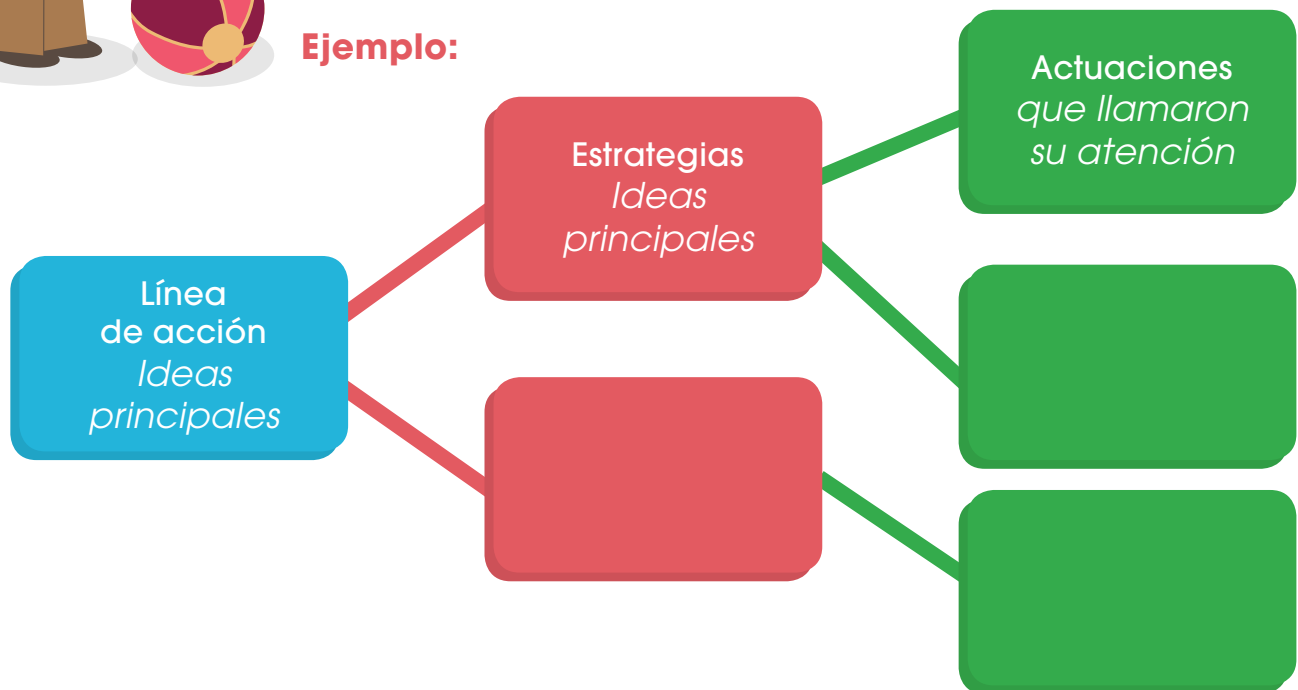 Ejemplo:
Línea
de acción
Ideas
principales
Estrategias
Ideas
principales
Actuaciones
que llamaron
su atención